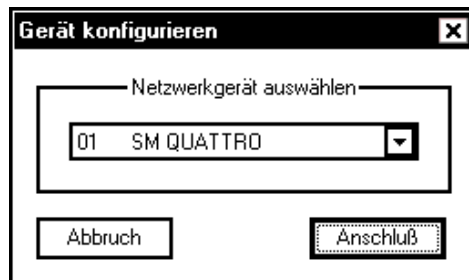 Gerät konfigurieren
Netzwerkgerät auswählen
01 SM QUATTRO
Abbruch Anschluß